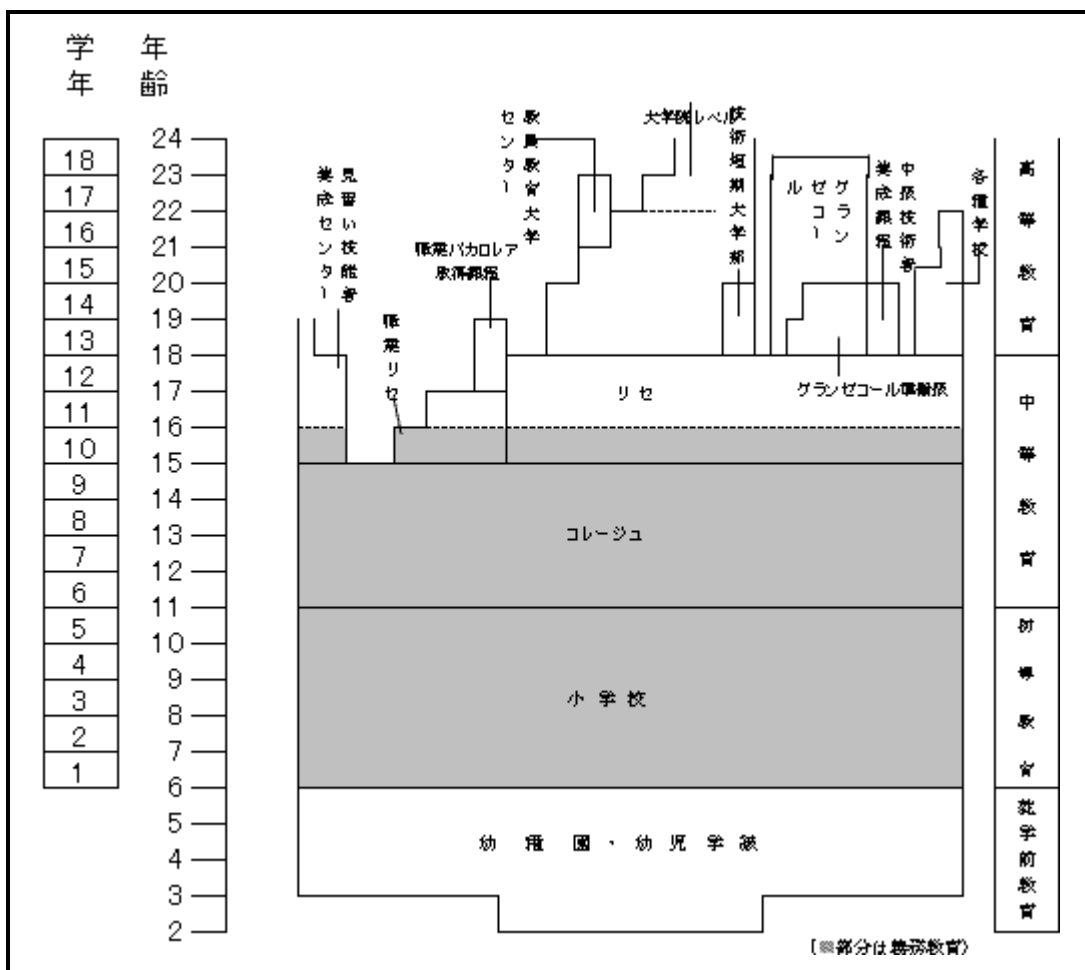 学年
年齢
18
17
16
15
14
13
12
11
10
9
8
7
6
5
4
3
2
1
24
23
22
21
20
19
18
17
16
15
14
13
12
11
10
9
8
7
6
5
4
3
2
見習い技能者
養成センター
職業リセ
職業バカロレア
取得課程
教員教育大学
センター
大学院レベル
技術短期大学部
グラン
ゼコー
ル
中級技術者
養成課程
各種学校
グランゼコール準備級
リセ
コレージュ
小学校
幼稚園・幼児学級
高等教育
中等教育
初等教育
就学前教育
(■部分は義務教育)